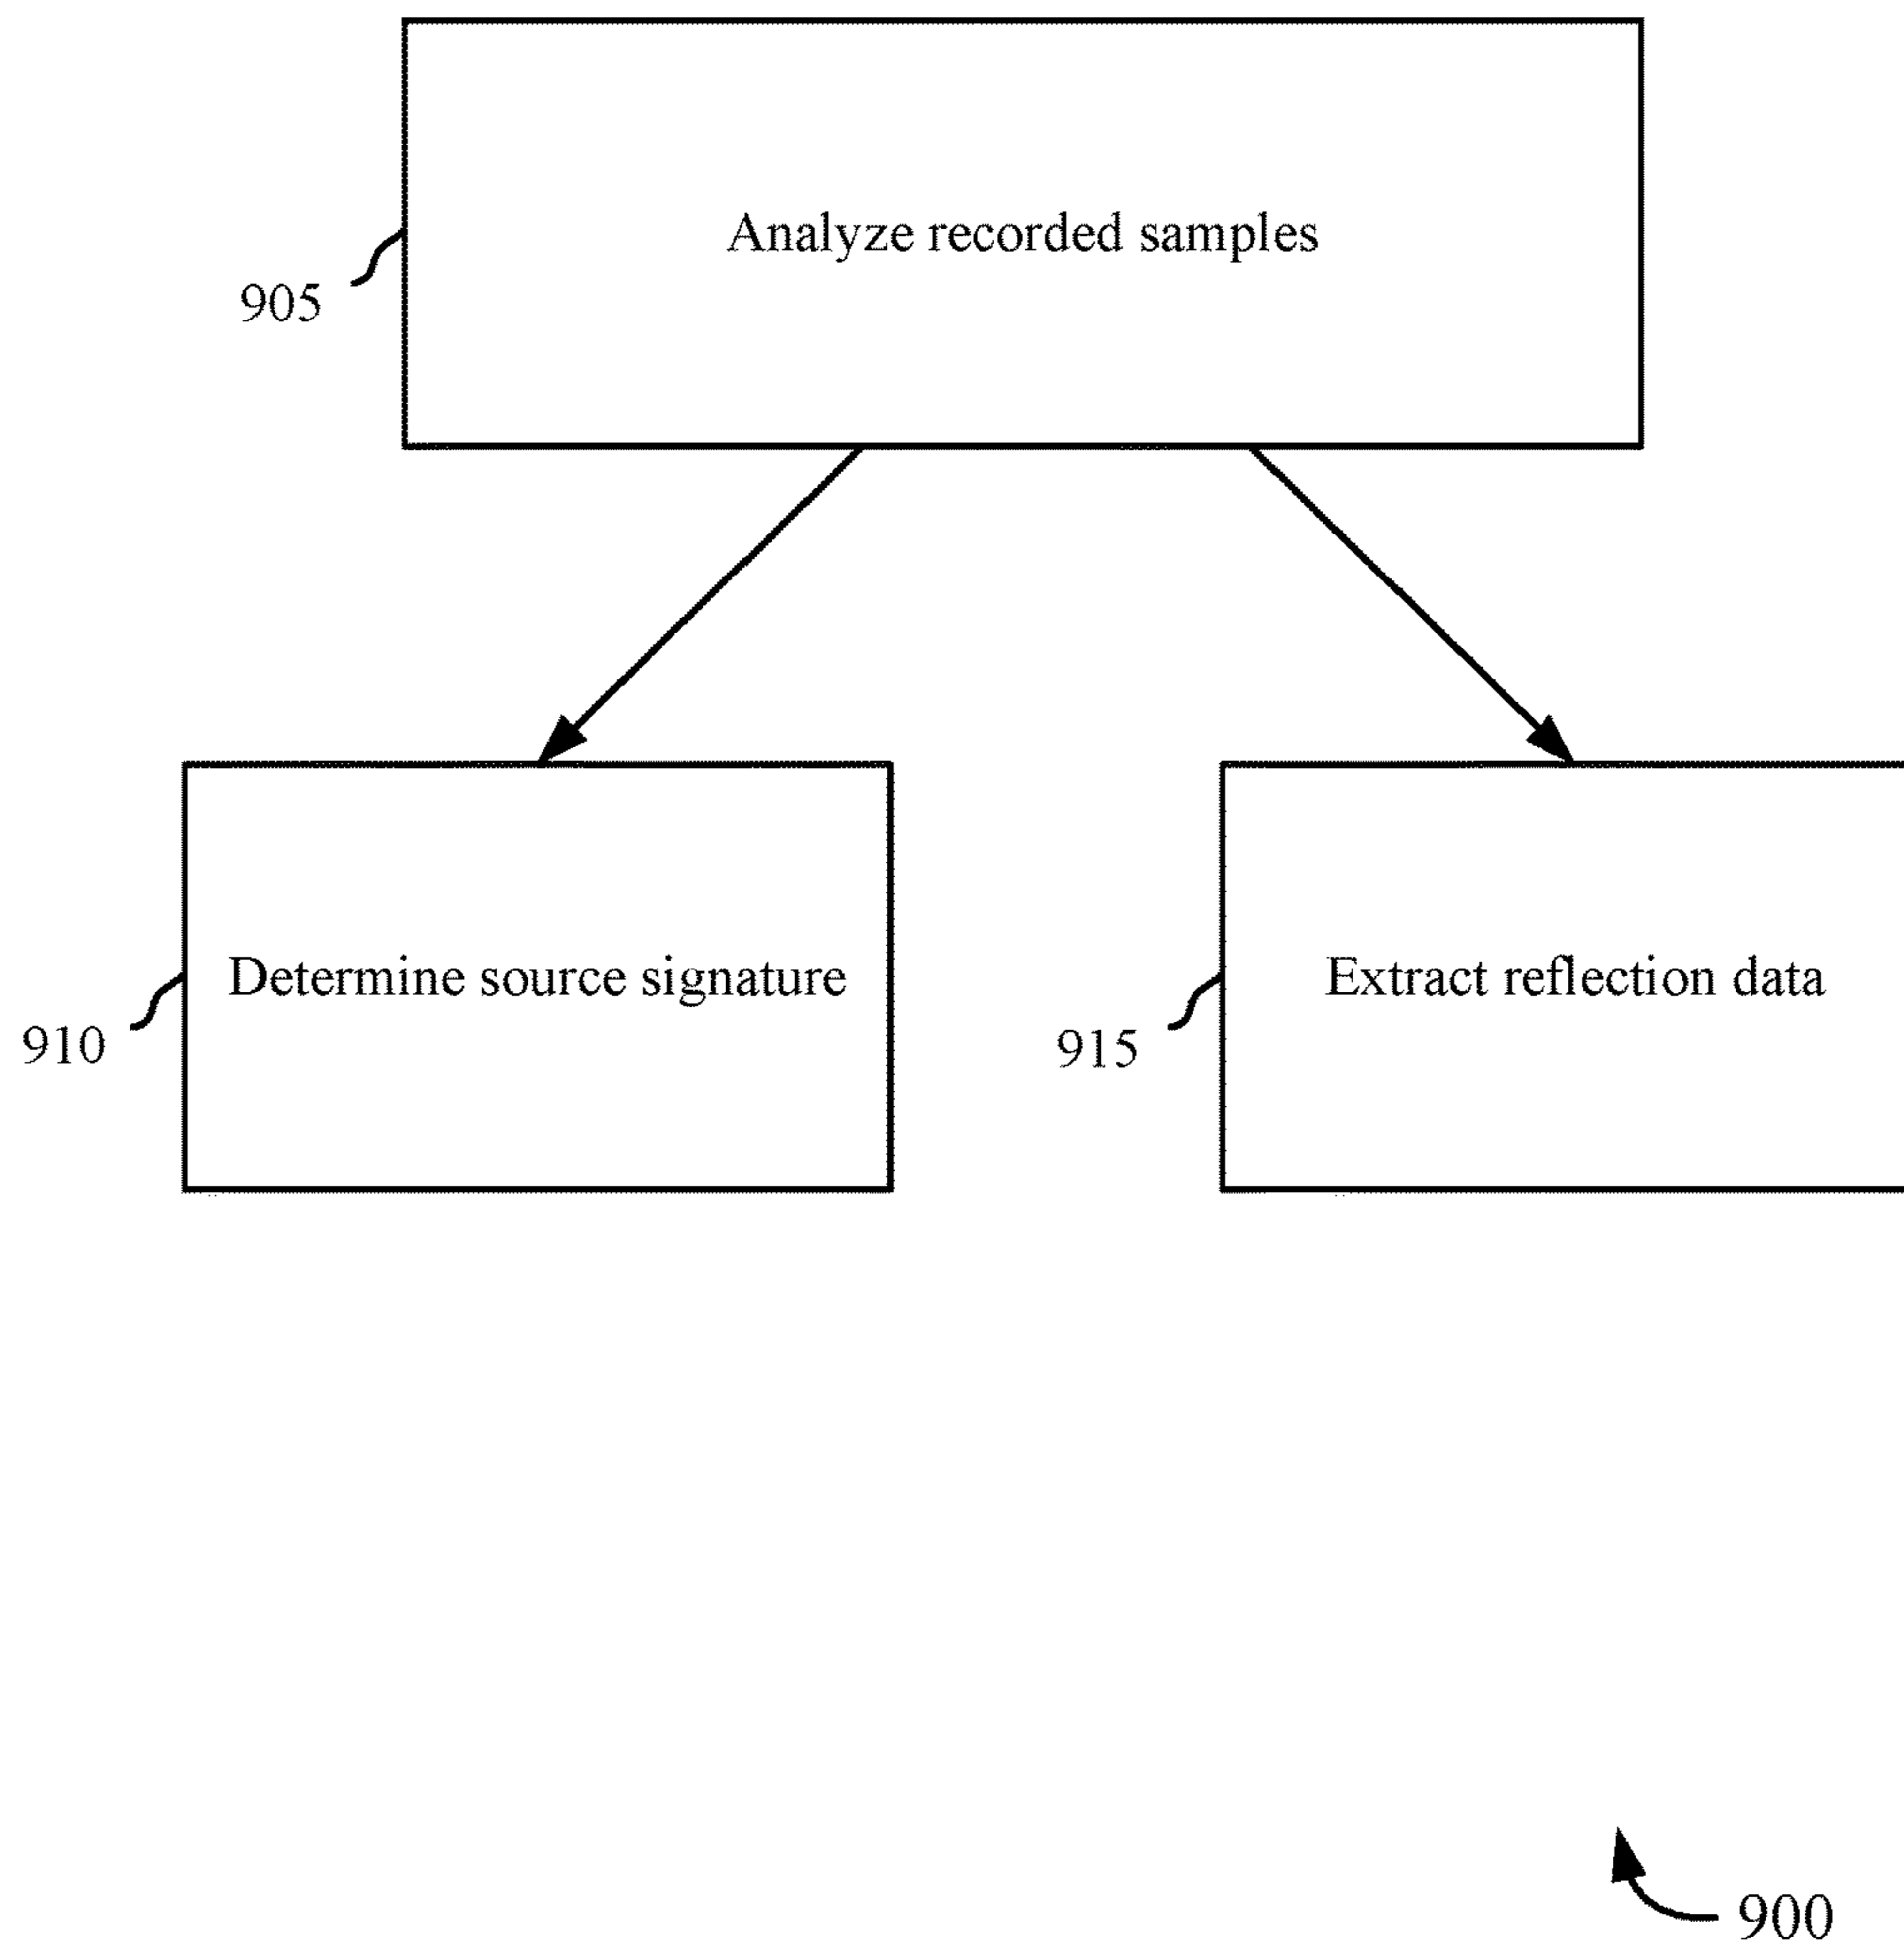 Analyze recorded samples
905
Determine source signature
910
Extract reflection data
915
900